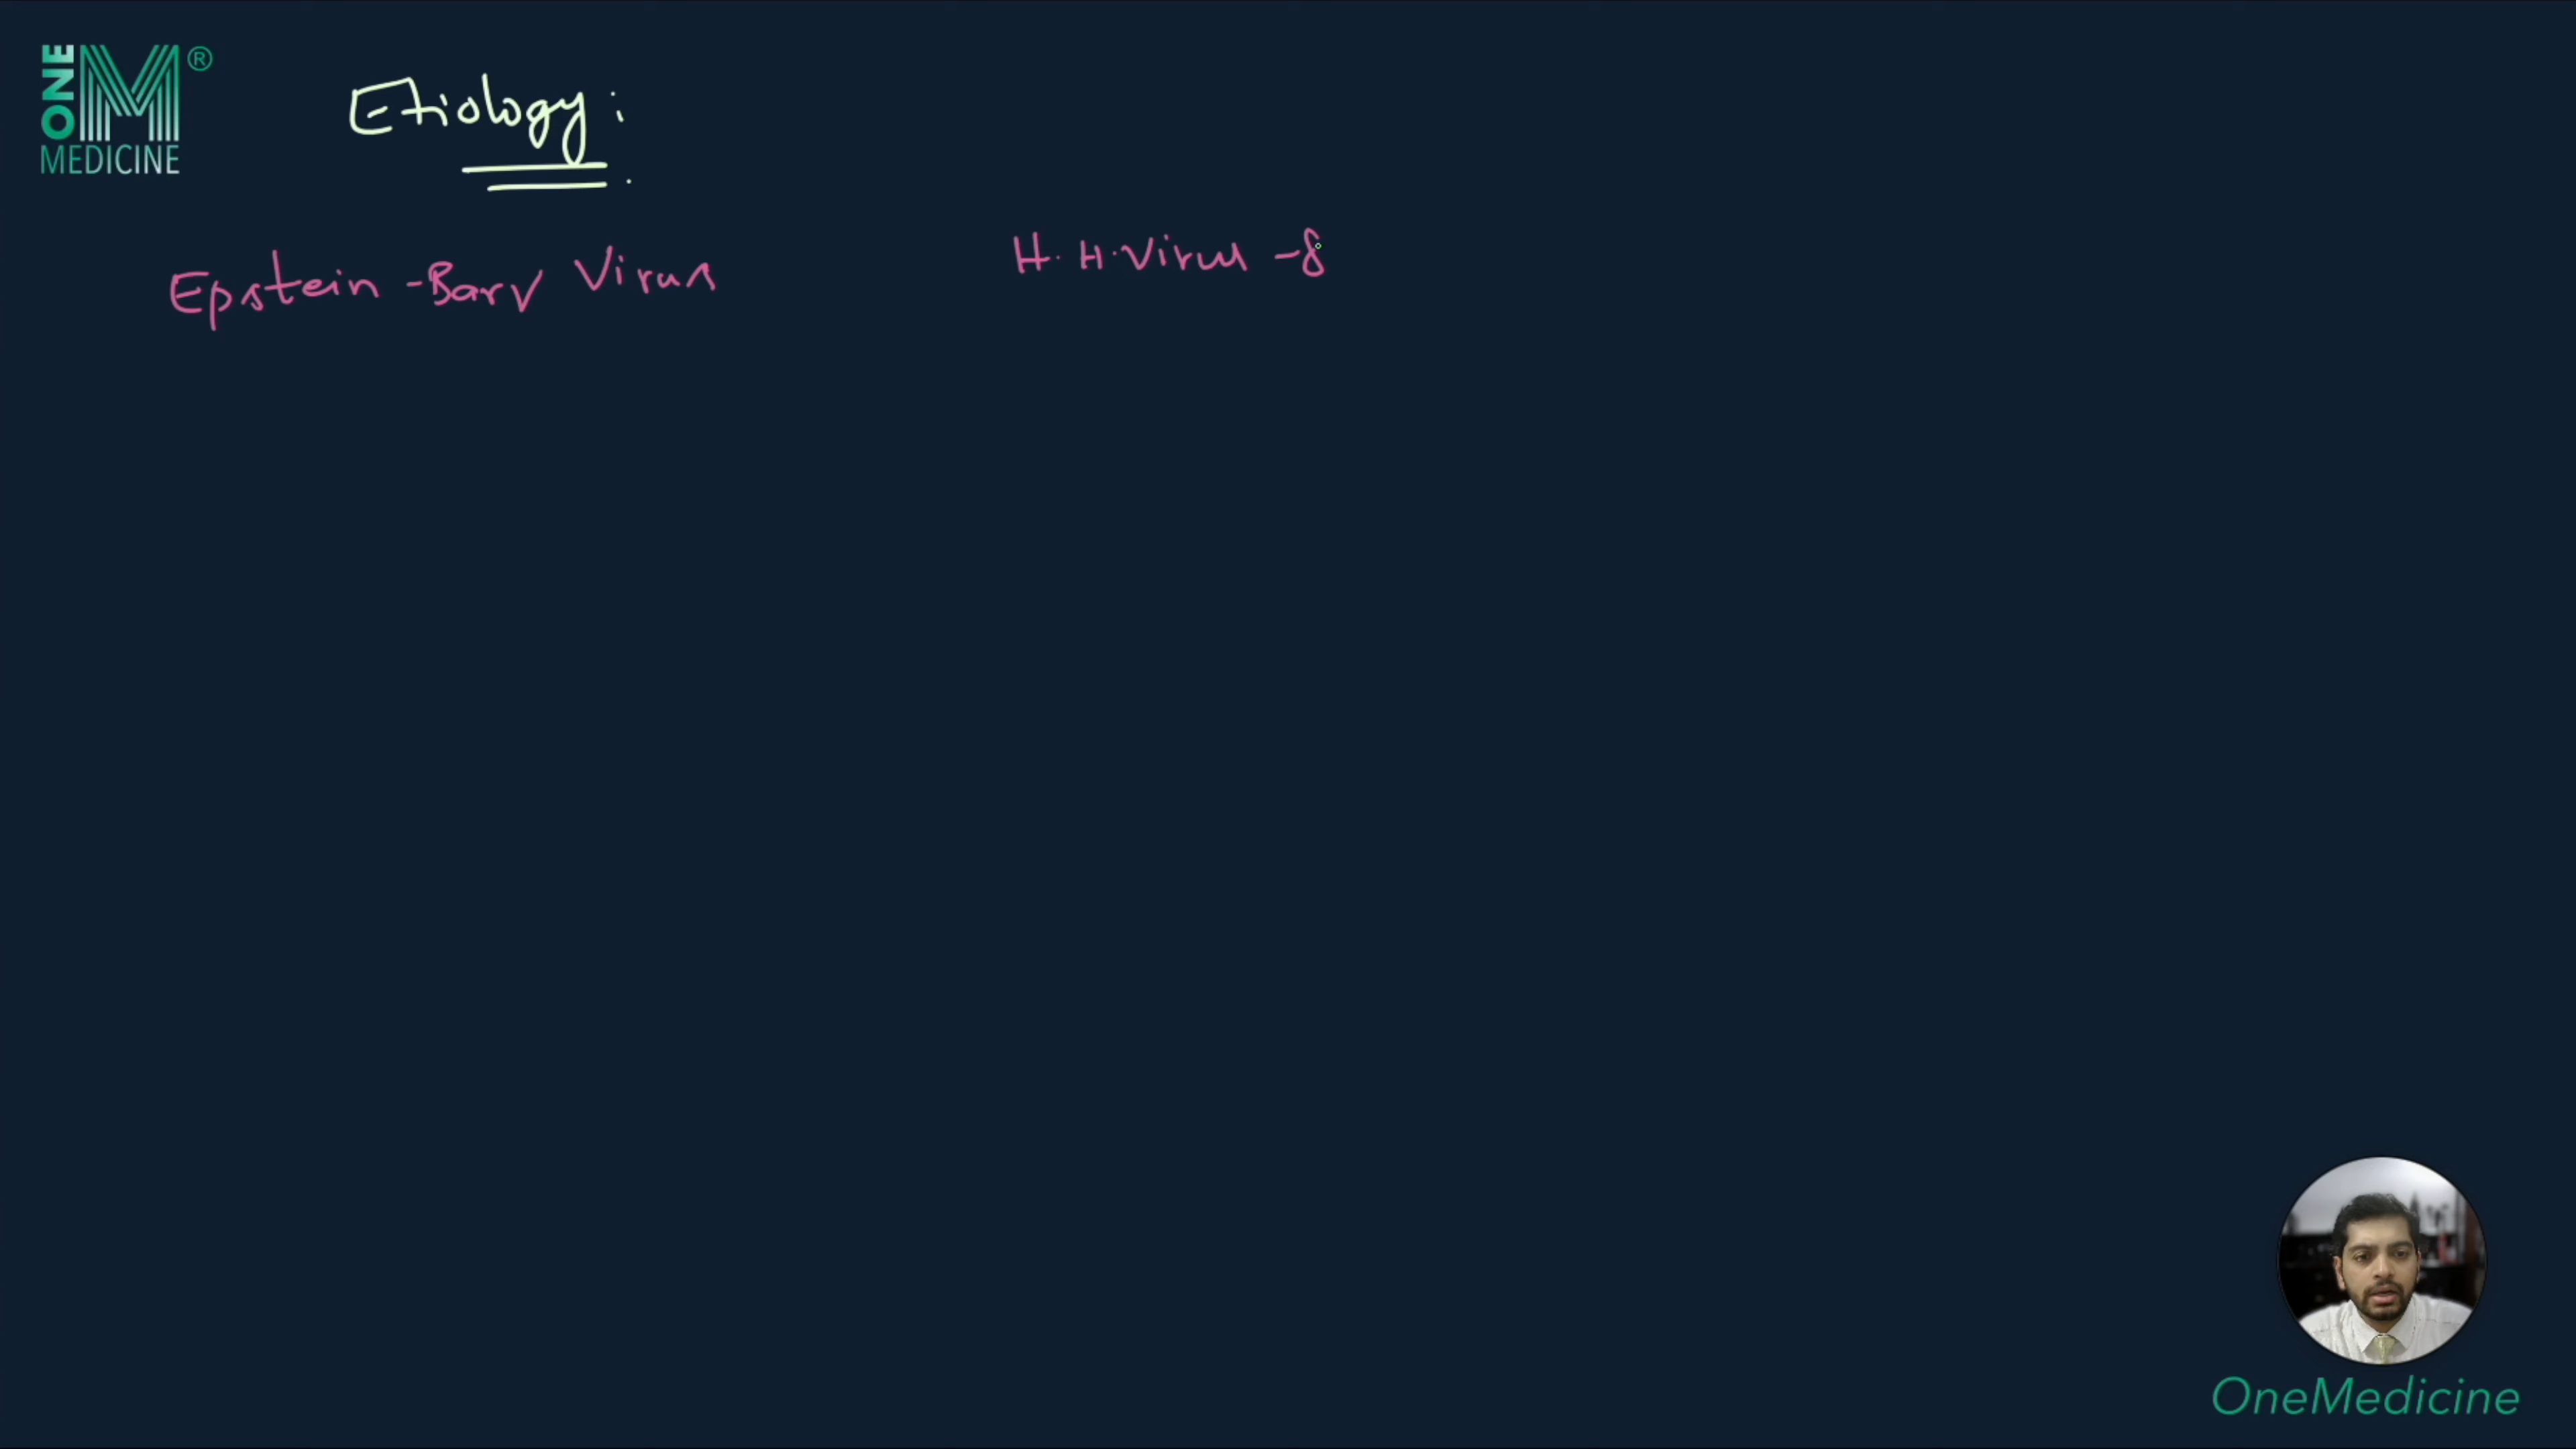 ONE M ®
MEDICINE
Etiology:
Epstein-Barr Virus
H.H.Virus -8
OneMedicine